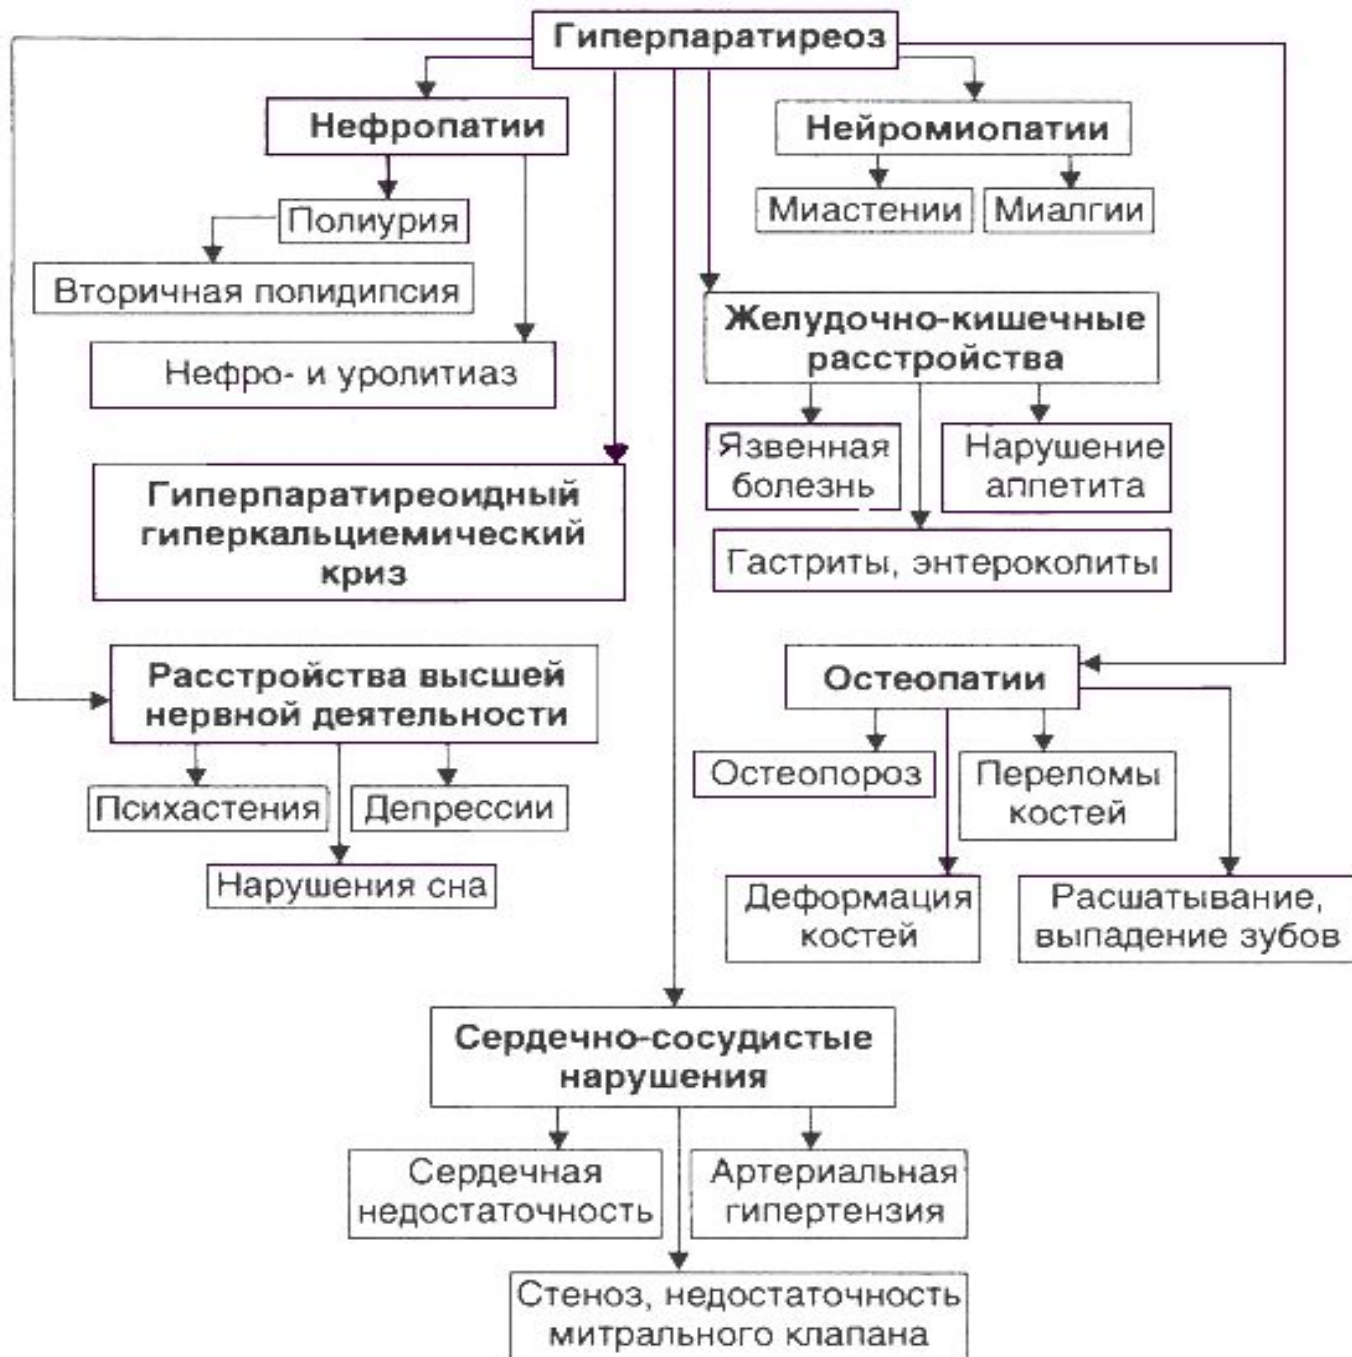 Гиперпаратиреоз
Нефропатии
Нейромиопатии
Полиурия
Миастении
Миалгии
Вторичная полидипсия
Желудочно-кишечные
расстройства
Нефро- и уролитиаз
Язвенная
болезнь
Нарушение
аппетита
Гиперпаратиреоидный
гиперкальциемический
криз
Гастриты, энтероколиты
Расстройства высшей
нервной деятельности
Остеопатии
Остеопороз
Переломы
костей
Психастения
Депрессии
Нарушения сна
Деформация
костей
Расшатывание,
выпадение зубов
Сердечно-сосудистые
нарушения
Сердечная
недостаточность
Артериальная
гипертензия
Стеноз, недостаточность
митрального клапана